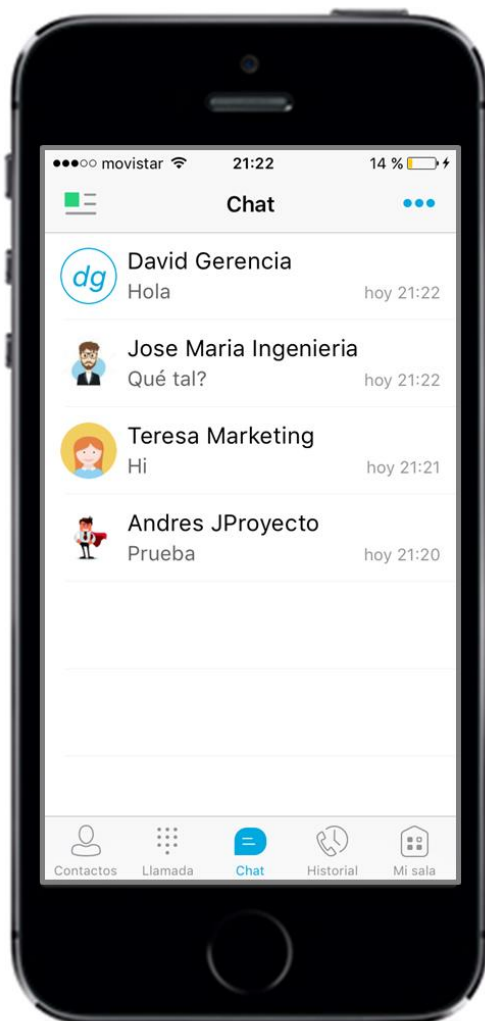 movistar 21:22 14 %
Chat
dg
David Gerencia
Hola hoy 21:22
Jose Maria Ingenieria
Qué tal? hoy 21:22
Teresa Marketing
Hi hoy 21:21
Andres JProyecto
Prueba hoy 21:20
Contactos Llamada Chat Historial Mi sala